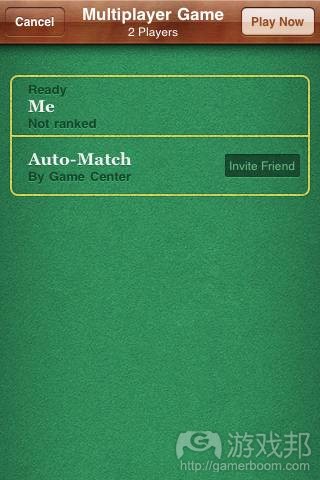 Cancel
Multiplayer Game
2 Players
Play Now
Ready
Me
Not ranked
Auto-Match
By Game Center
Invite Friend
游戏邦
http://gamerboom.com